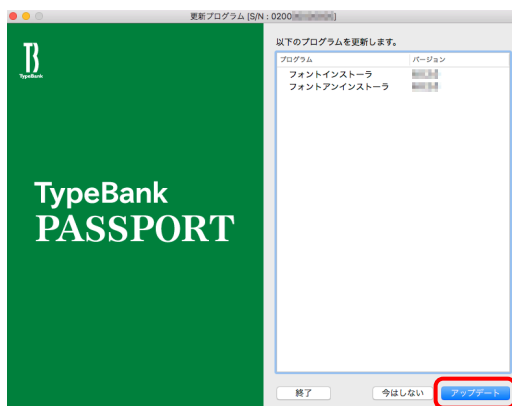 更新プログラム [S/N : 0200
TB
TypeBank
TypeBank
PASSPORT
以下のプログラムを更新します。
プログラム バージョン
フォントインストーラ
フォントアンインストーラ
終了 今はしない アップデート